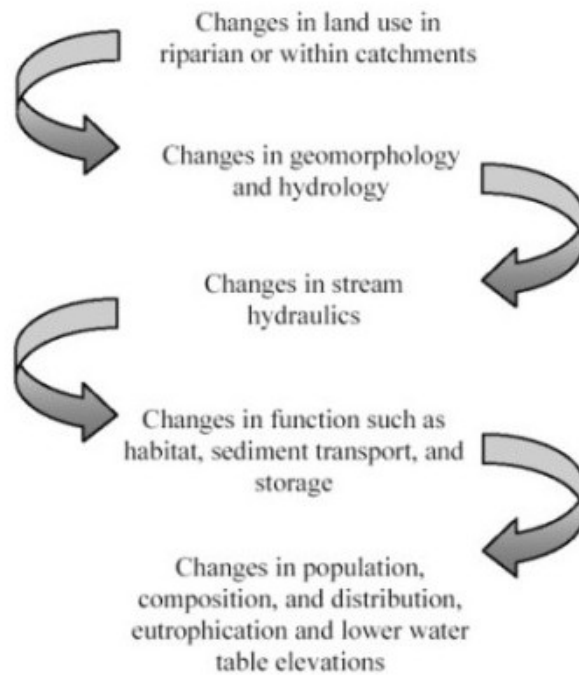 Changes in land use in
riparian or within catchments
Changes in geomorphology
and hydrology
Changes in stream
hydraulics
Changes in function such as
habitat, sediment transport, and
storage
Changes in population,
composition, and distribution,
eutrophication and lower water
table elevations